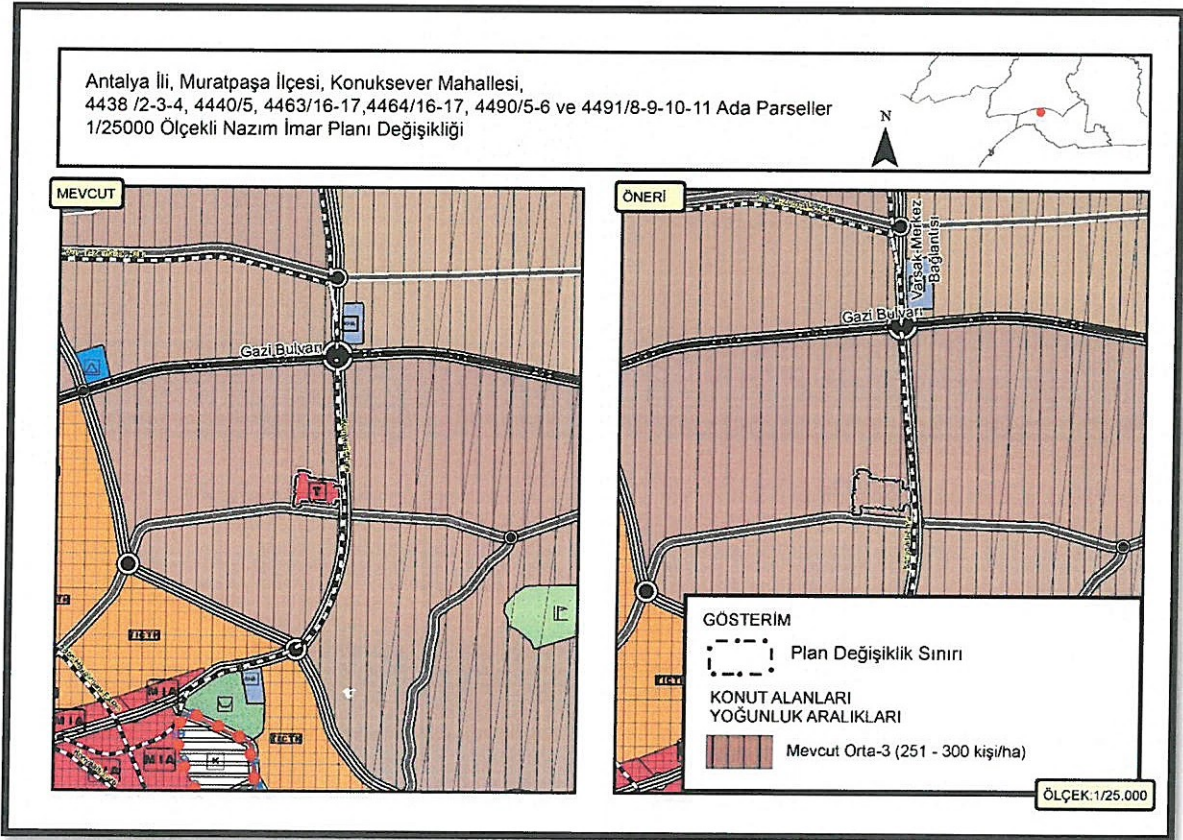 Antalya İli, Muratpaşa İlçesi, Konuksever Mahallesi,
4438 /2-3-4, 4440/5, 4463/16-17,4464/16-17, 4490/5-6 ve 4491/8-9-10-11 Ada Parseller
1/25000 Ölçekli Nazım İmar Planı Değişikliği
N
MEVCUT
Gazi Bulvarı
MİA
MİA
MİA
K
ÖNERİ
Varsak-Merkez
Bağlantısı
Gazi Bulvarı
GÖSTERİM
Plan Değişiklik Sınırı
KONUT ALANLARI
YOĞUNLUK ARALIKLARI
Mevcut Orta-3 (251 - 300 kişi/ha)
ÖLÇEK:1/25.000